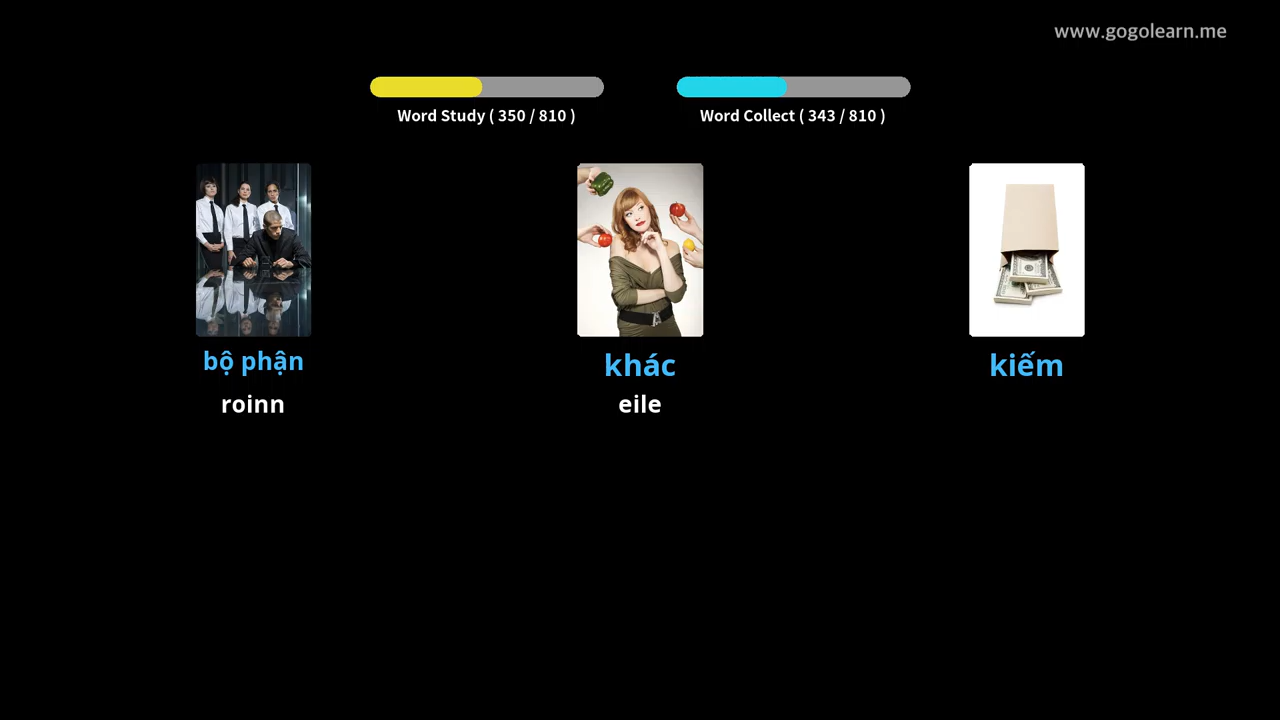 www.gogolearn.me
Word Study ( 350 / 810 )
Word Collect ( 343 / 810 )
bộ phận
roinn
khác
eile
kiếm